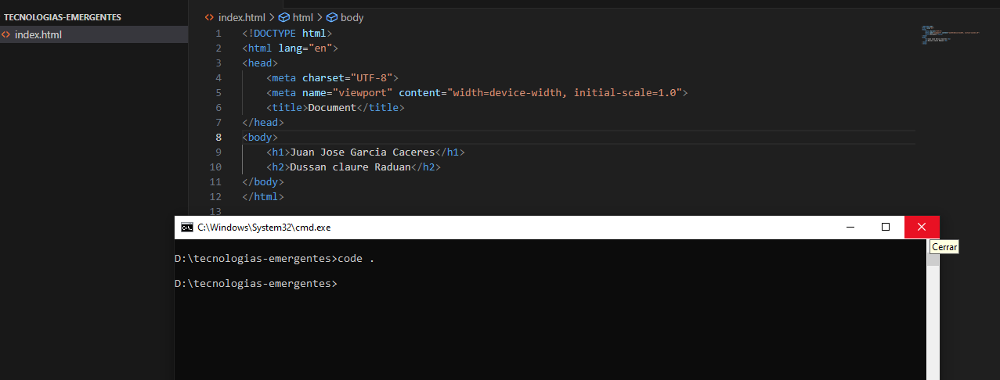 TECNOLOGIAS-EMERGENTES
index.html
index.html > html > body
1 <!DOCTYPE html>
2 <html lang="en">
3 <head>
4     <meta charset="UTF-8">
5     <meta name="viewport" content="width=device-width, initial-scale=1.0">
6     <title>Document</title>
7 </head>
8 <body>
9     <h1>Juan Jose Garcia Caceres</h1>
10     <h2>Dussan claure Raduan</h2>
11 </body>
12 </html>
13
C:\Windows\System32\cmd.exe
Cerrar
D:\tecnologias-emergentes>code .
D:\tecnologias-emergentes>